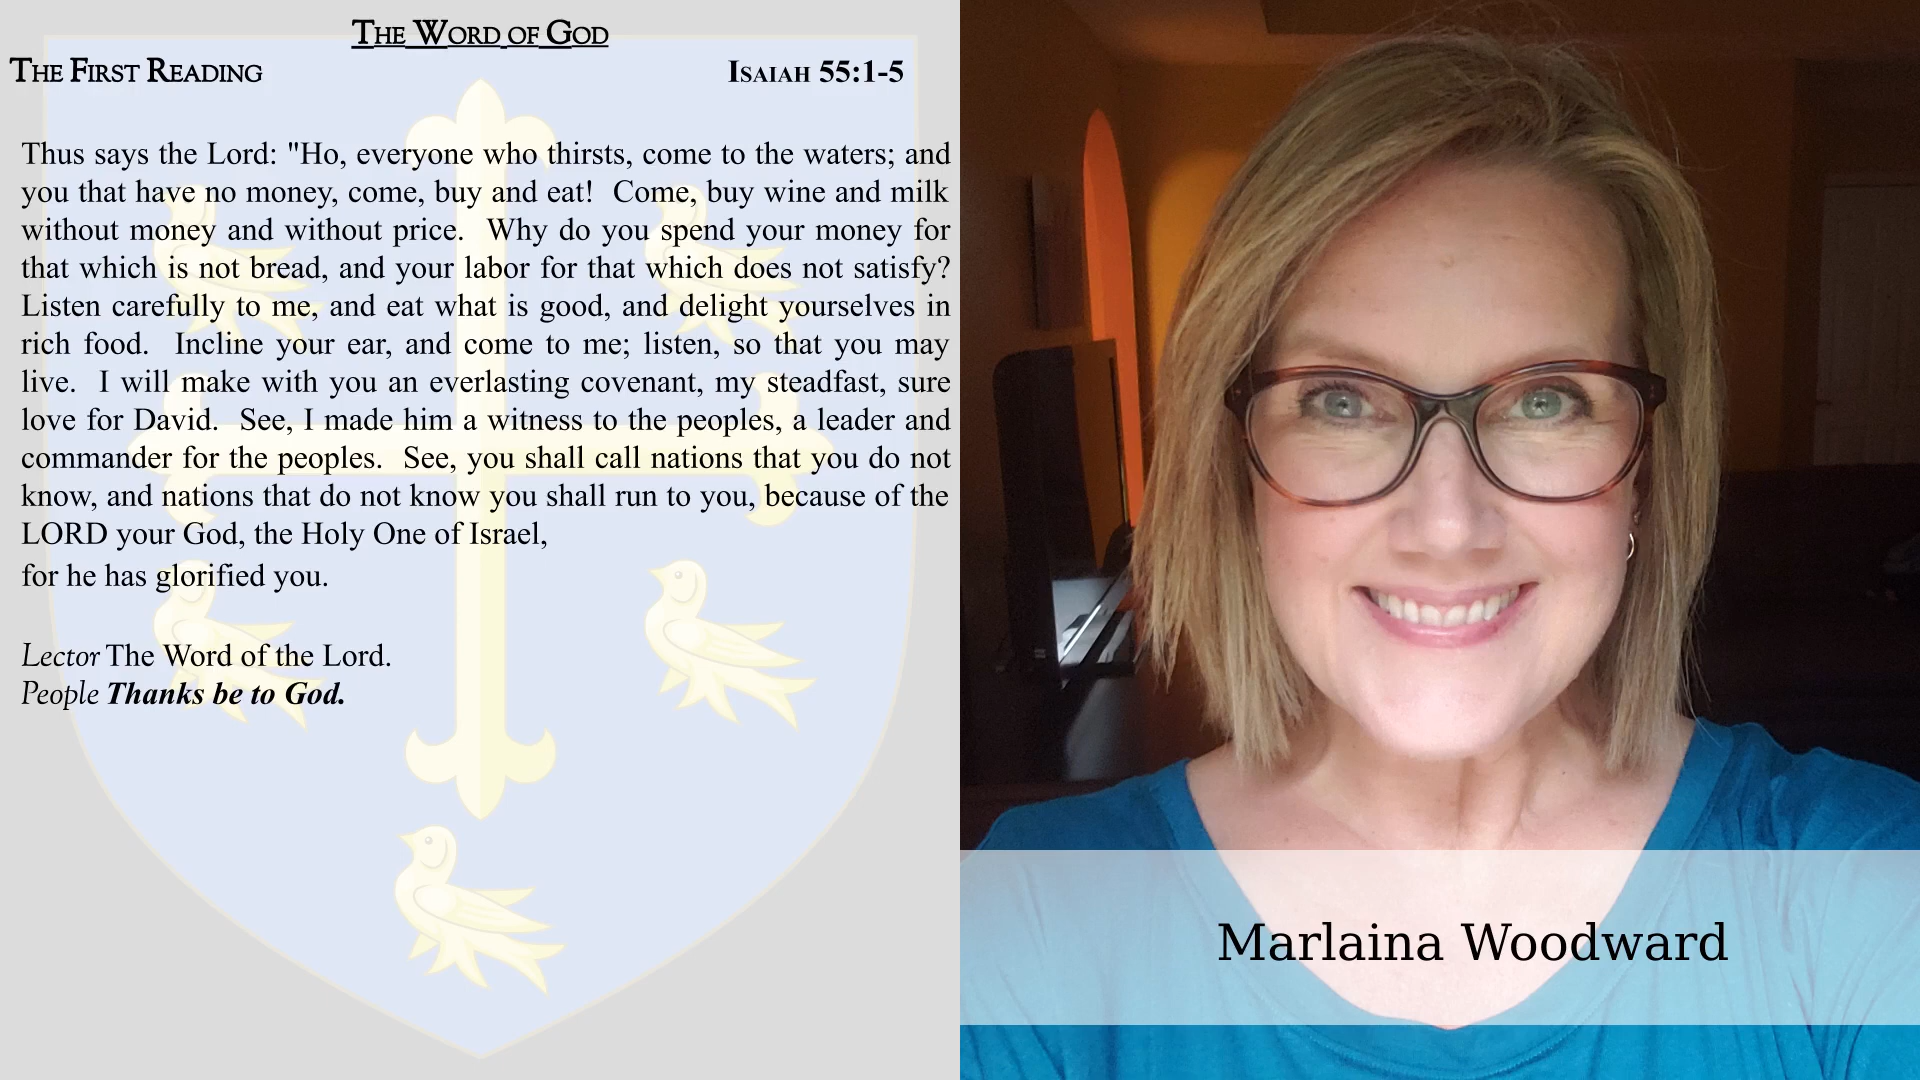 THE WORD OF GOD
THE FIRST READING ISAIAH 55:1-5
Thus says the Lord: "Ho, everyone who thirsts, come to the waters; and
you that have no money, come, buy and eat! Come, buy wine and milk
without money and without price. Why do you spend your money for
that which is not bread, and your labor for that which does not satisfy?
Listen carefully to me, and eat what is good, and delight yourselves in
rich food. Incline your ear, and come to me; listen, so that you may
live. I will make with you an everlasting covenant, my steadfast, sure
love for David. See, I made him a witness to the peoples, a leader and
commander for the peoples. See, you shall call nations that you do not
know, and nations that do not know you shall run to you, because of the
LORD your God, the Holy One of Israel,
for he has glorified you.
Lector The Word of the Lord.
People Thanks be to God.
Marlaina Woodward